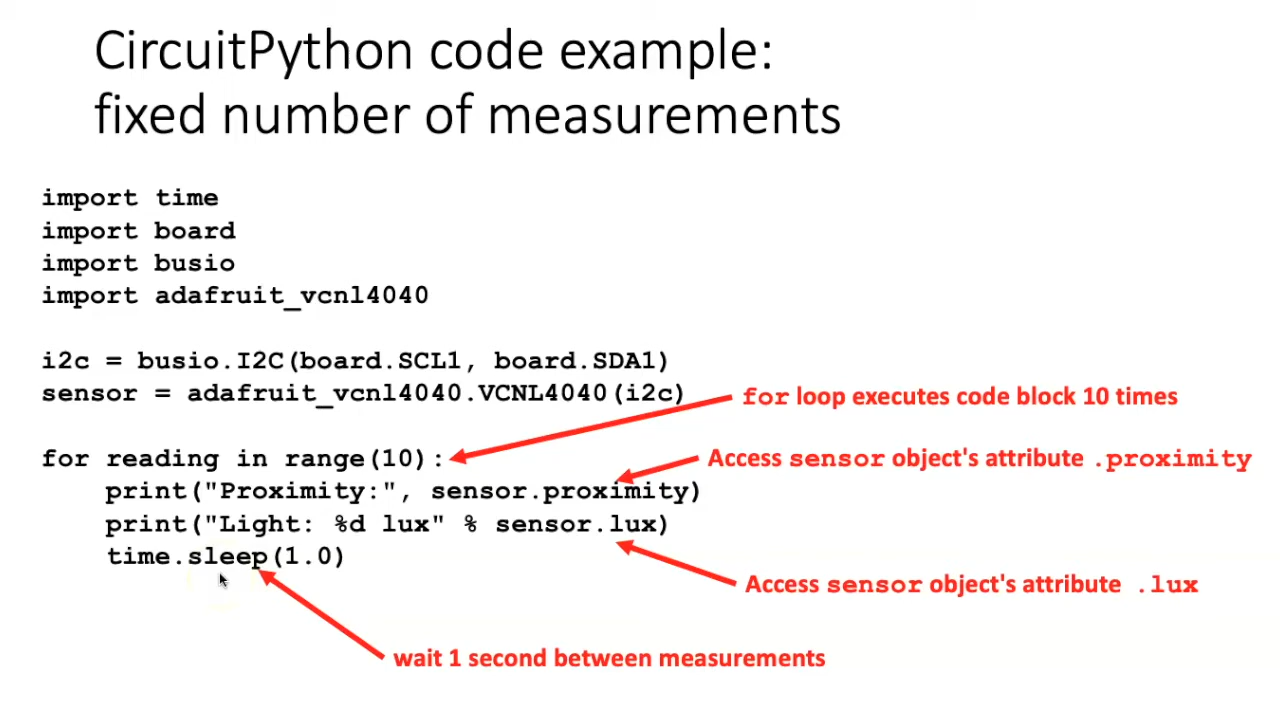 CircuitPython code example:
fixed number of measurements
import time
import board
import busio
import adafruit_vcnl4040
i2c = busio.I2C(board.SCL1, board.SDA1)
sensor = adafruit_vcnl4040.VCNL4040(i2c)
for loop executes code block 10 times
for reading in range(10):
Access sensor object's attribute .proximity
print("Proximity:", sensor.proximity)
print("Light: %d lux" % sensor.lux)
time.sleep(1.0)
Access sensor object's attribute .lux
wait 1 second between measurements